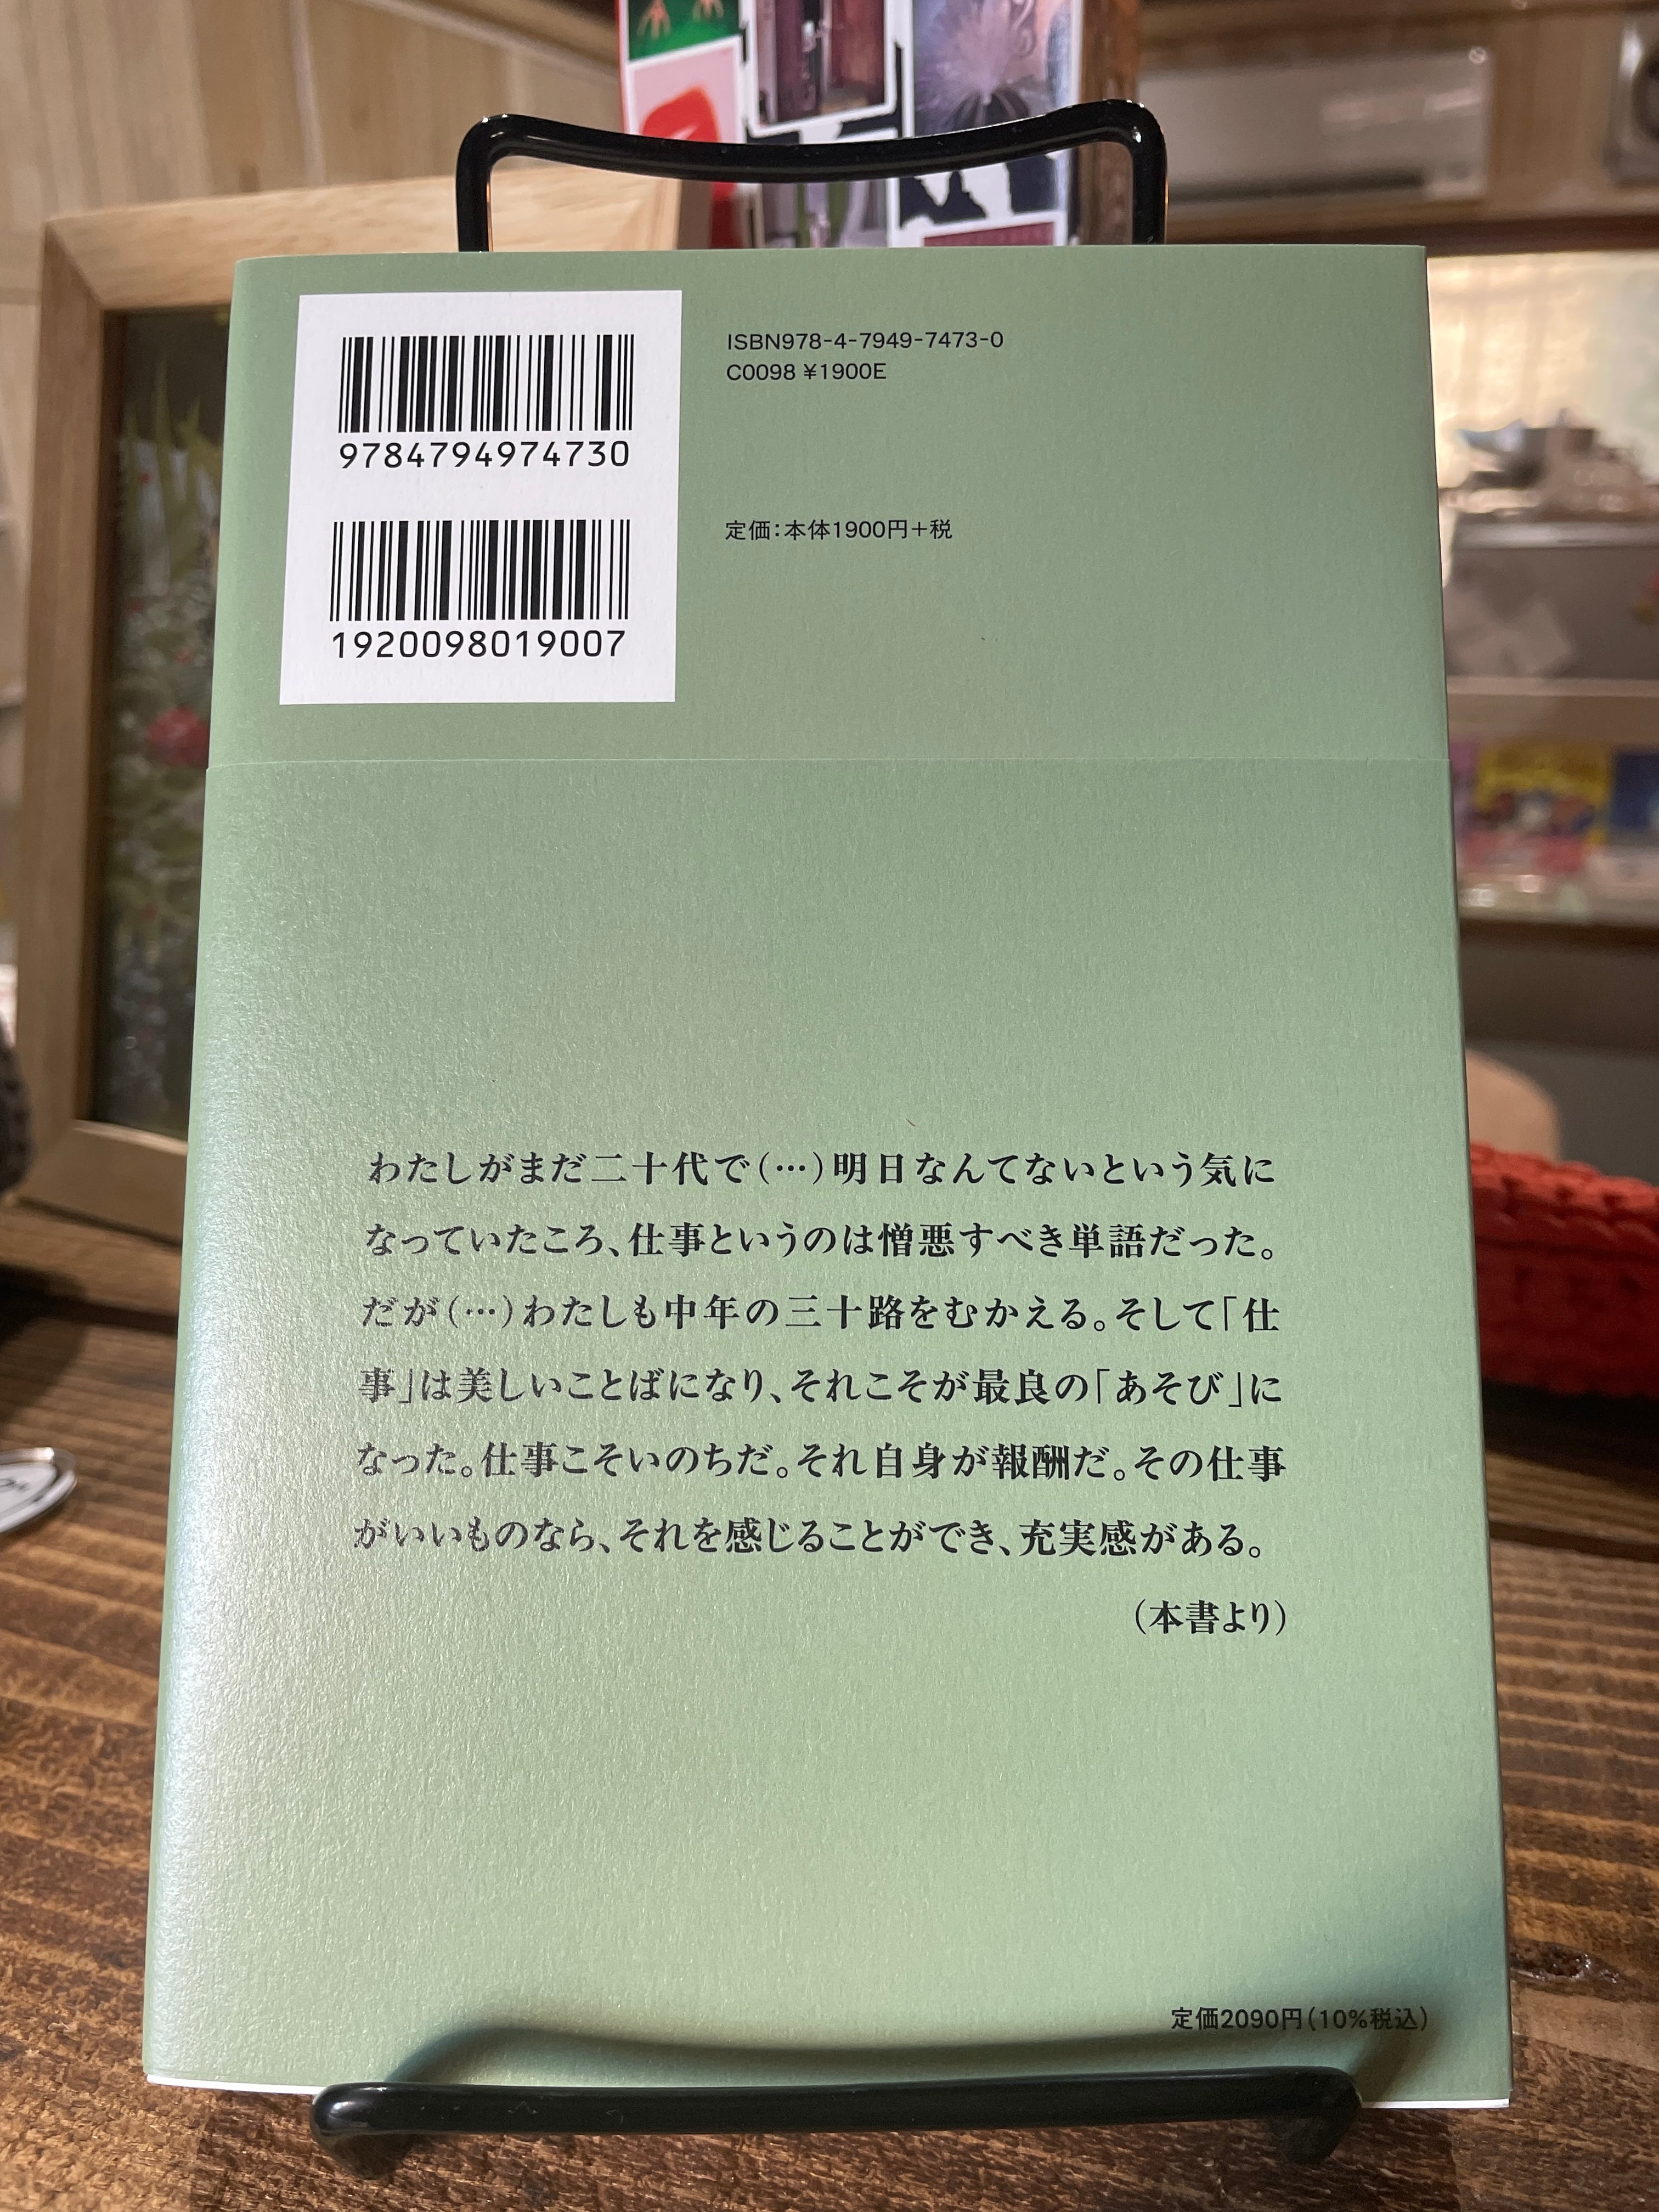 ISBN978-4-7949-7473-0
C0098 ¥1900E
9784794974730
定価：本体1900円＋税
1920098019007
わたしがまだ二十代で（…）明日なんてないという気に
なっていたころ、仕事というのは憎悪すべき単語だった。
だが（…）わたしも中年の三十路をむかえる。そして「仕
事」は美しいことばになり、それこそが最良の「あそび」に
なった。仕事こそいのちだ。それ自身が報酬だ。その仕事
がいいものなら、それを感じることができ、充実感がある。
（本書より）
定価2090円（10%税込）